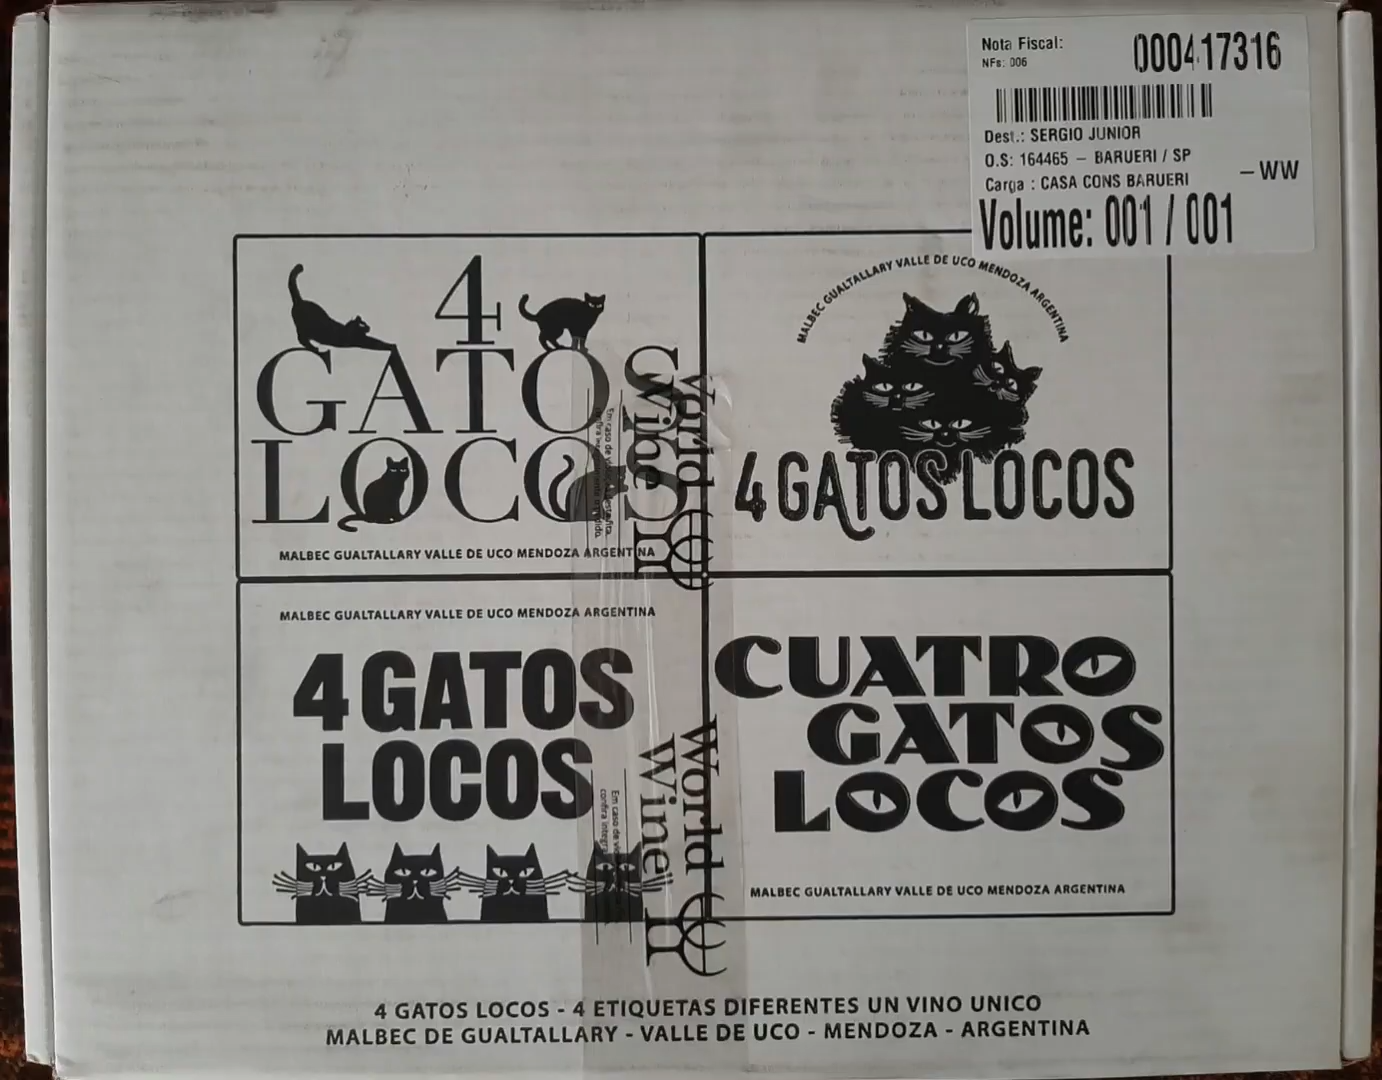 Nota Fiscal: 000417316
NFs: 006
Dest.: SERGIO JUNIOR
O.S: 164465 – BARUERI / SP
–WW
Carga : CASA CONS BARUERI
Volume: 001 / 001
4
GATOS
LOCOS
MALBEC GUALTALLARY VALLE DE UCO MENDOZA ARGENTINA
MALBEC GUALTALLARY VALLE DE UCO MENDOZA ARGENTINA
4 GATOS LOCOS
MALBEC GUALTALLARY VALLE DE UCO MENDOZA ARGENTINA
4 GATOS
LOCOS
CUATRO
GATOS
LOCOS
MALBEC GUALTALLARY VALLE DE UCO MENDOZA ARGENTINA
World
Wine
World
Wine
Em caso de
4 GATOS LOCOS - 4 ETIQUETAS DIFERENTES UN VINO UNICO
MALBEC DE GUALTALLARY - VALLE DE UCO - MENDOZA - ARGENTINA